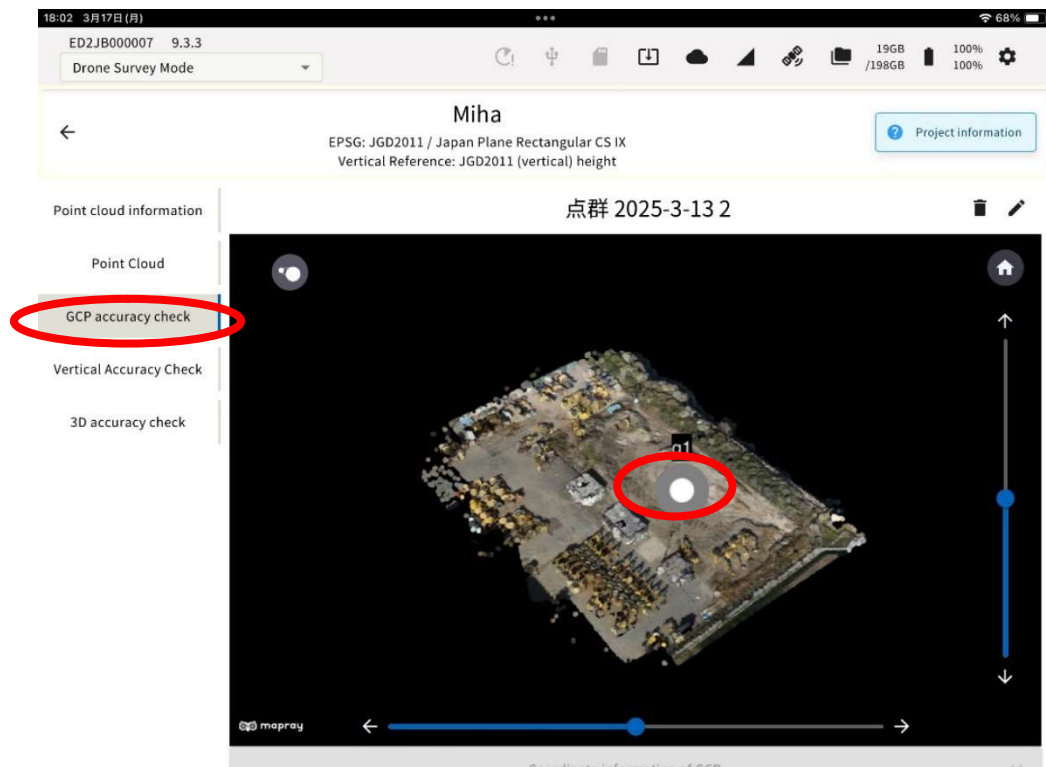 18:02 3月17日(月)
68%
ED2JB000007 9.3.3
Drone Survey Mode
19GB
/198GB
100%
100%
Miha
EPSG: JGD2011 / Japan Plane Rectangular CS IX
Vertical Reference: JGD2011 (vertical) height
Project information
Point cloud information
点群 2025-3-13 2
Point Cloud
GCP accuracy check
Vertical Accuracy Check
3D accuracy check
mapray